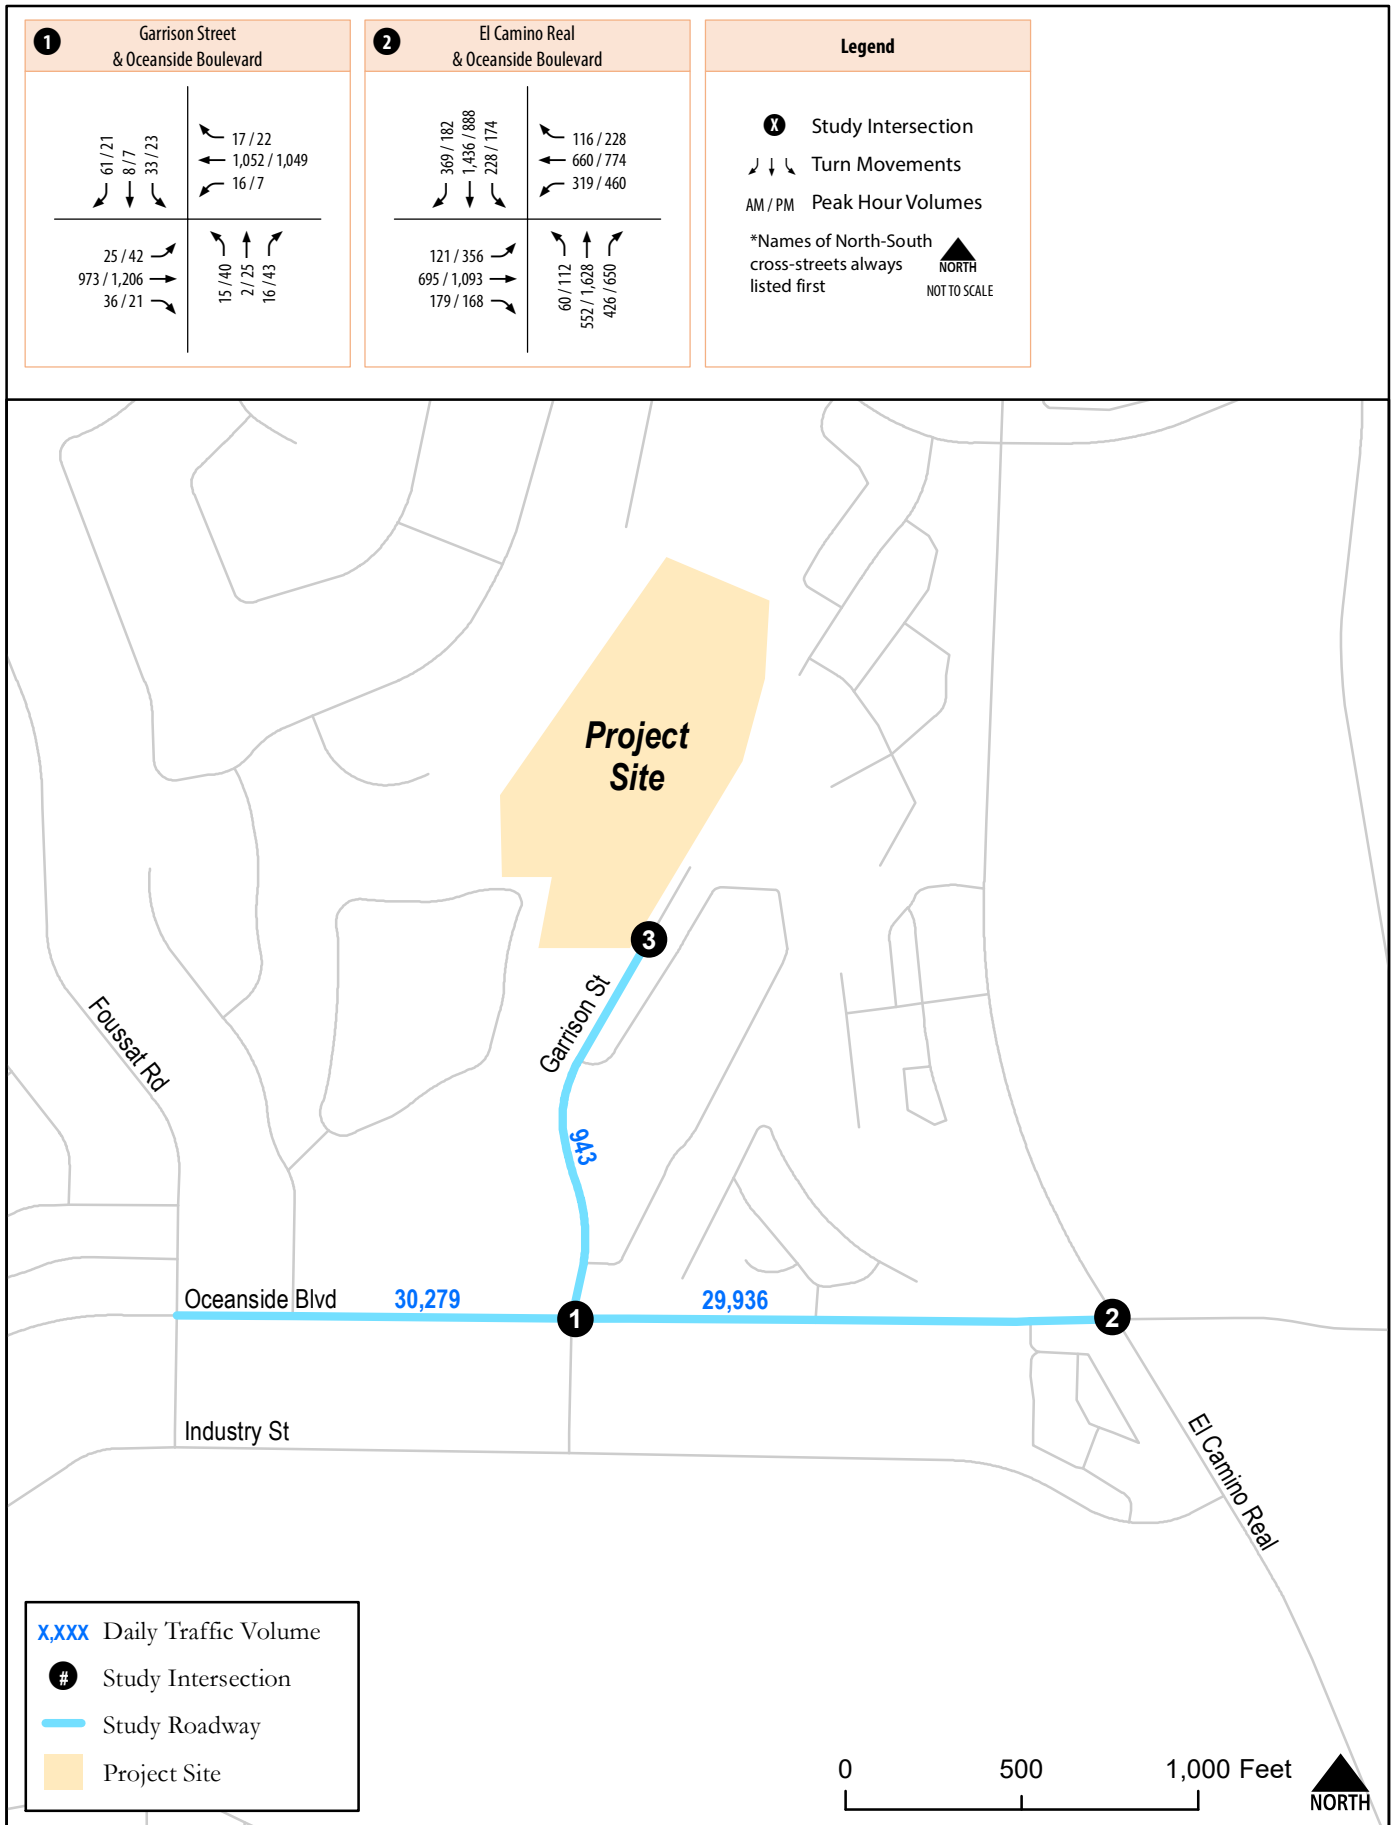 1
Garrison Street
& Oceanside Boulevard
61 / 21
8 / 7
33 / 23
17 / 22
1,052 / 1,049
16 / 7
25 / 42
973 / 1,206
36 / 21
15 / 40
2 / 25
16 / 43
2
El Camino Real
& Oceanside Boulevard
369 / 182
1,436 / 888
228 / 174
116 / 228
660 / 774
319 / 460
121 / 356
695 / 1,093
179 / 168
60 / 112
552 / 1,628
426 / 650
Legend
X Study Intersection
Turn Movements
AM / PM Peak Hour Volumes
*Names of North-South
cross-streets always
listed first
NORTH
NOT TO SCALE
Project
Site
3
Garrison St
Foussat Rd
943
Oceanside Blvd
30,279
29,936
1
2
Industry St
El Camino Real
X,XXX Daily Traffic Volume
# Study Intersection
Study Roadway
Project Site
0 500 1,000 Feet
NORTH